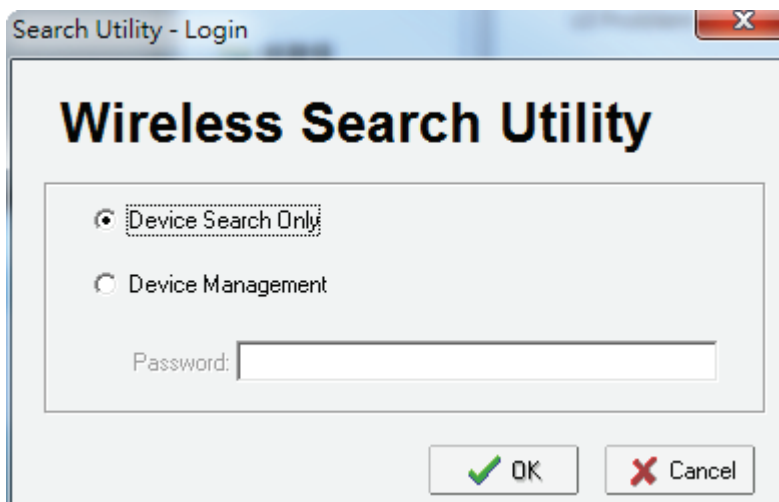 Search Utility - Login
Wireless Search Utility
Device Search Only
Device Management
Password:
OK
Cancel